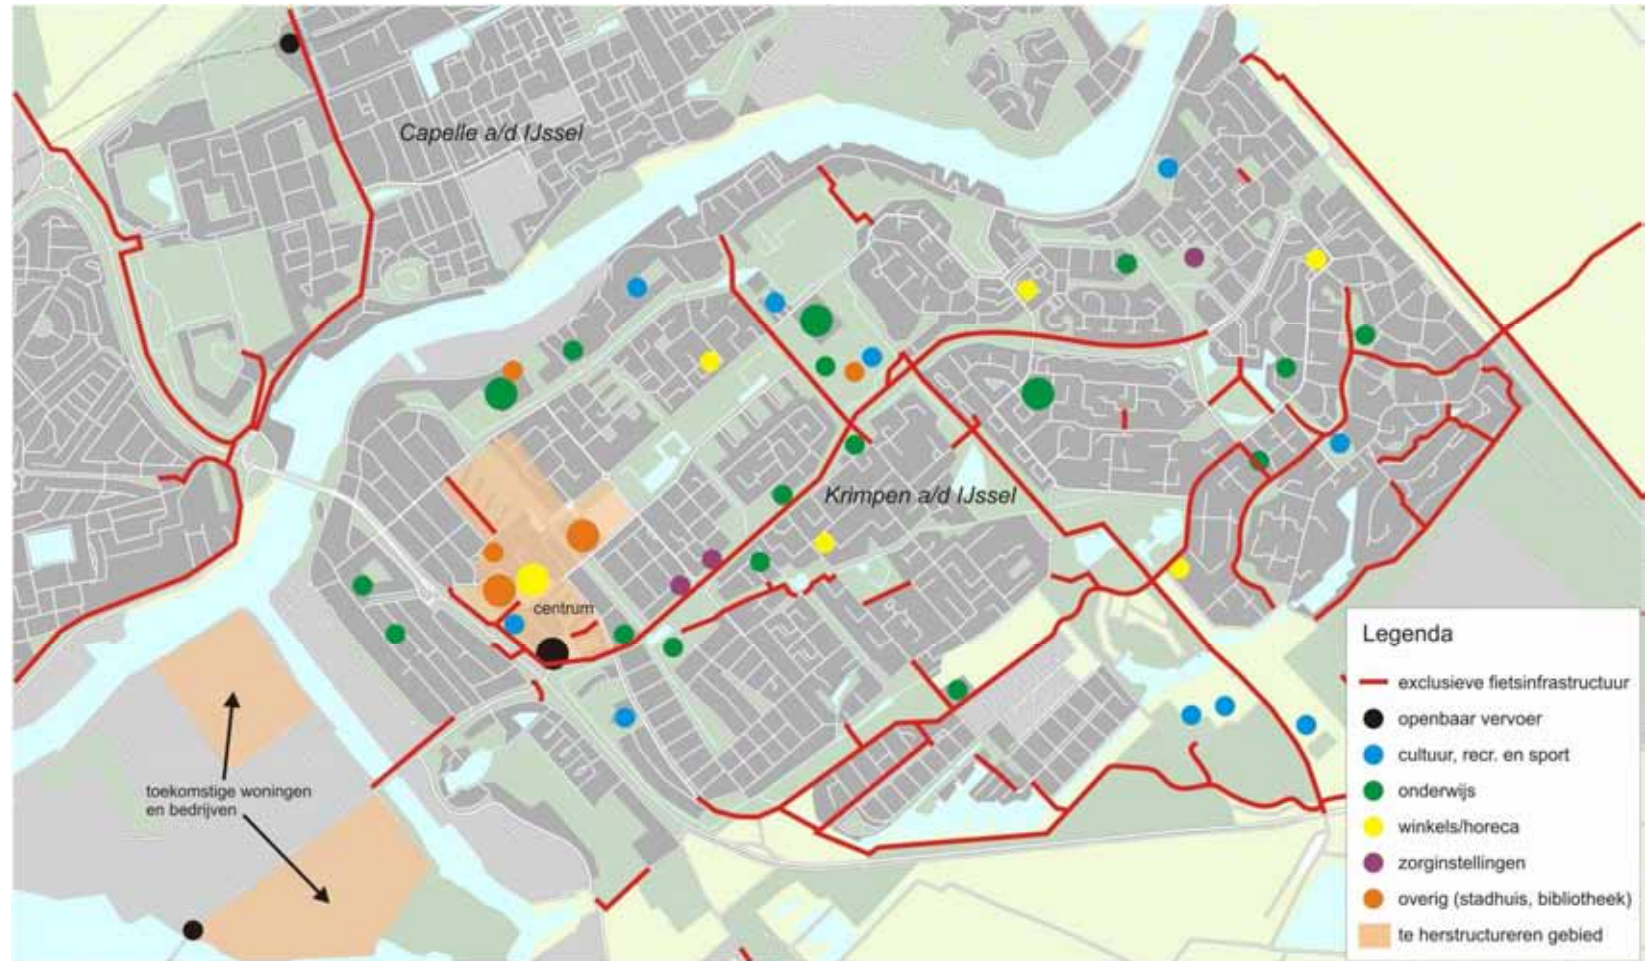 Capelle a/d IJssel
Krimpen a/d IJssel
centrum
toekomstige woningen
en bedrijven
Legenda
exclusieve fietsinfrastructuur
openbaar vervoer
cultuur, recr. en sport
onderwijs
winkels/horeca
zorginstellingen
overig (stadhuis, bibliotheek)
te herstructureren gebied